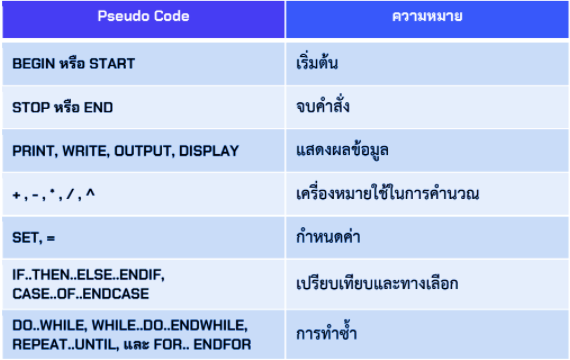 Pseudo Code ความหมาย
BEGIN หรือ START เริ่มต้น
STOP หรือ END จบคำสั่ง
PRINT, WRITE, OUTPUT, DISPLAY แสดงผลข้อมูล
+ , - , * , / , ^ เครื่องหมายใช้ในการคำนวณ
SET, = กำหนดค่า
IF..THEN..ELSE..ENDIF,
CASE..OF..ENDCASE เปรียบเทียบและทางเลือก
DO..WHILE, WHILE..DO..ENDWHILE,
REPEAT..UNTIL, และ FOR.. ENDFOR การทำซ้ำ